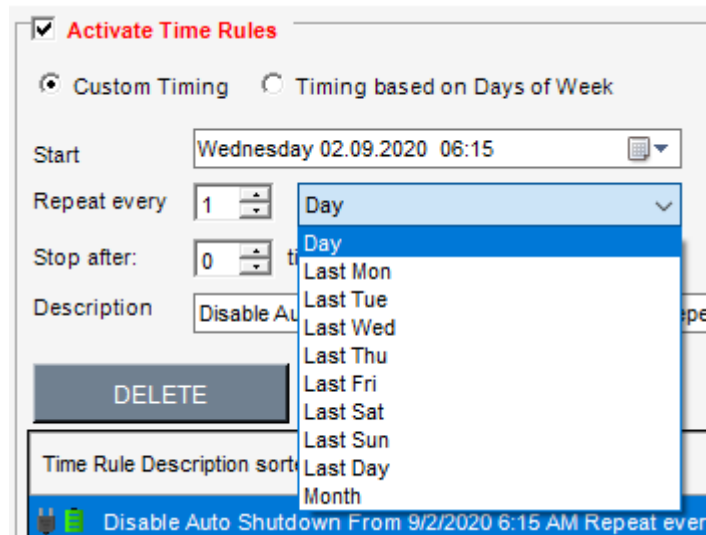 Activate Time Rules
Custom Timing Timing based on Days of Week
Start Wednesday 02.09.2020 06:15
Repeat every 1 Day
Day
Stop after: 0
Last Mon
Last Tue
Description Disable
Last Wed
Last Thu
Last Fri
DELETE
Last Sat
Last Sun
Time Rule Description
Last Day
Month
Disable Auto Shutdown From 9/2/2020 6:15 AM Repeat